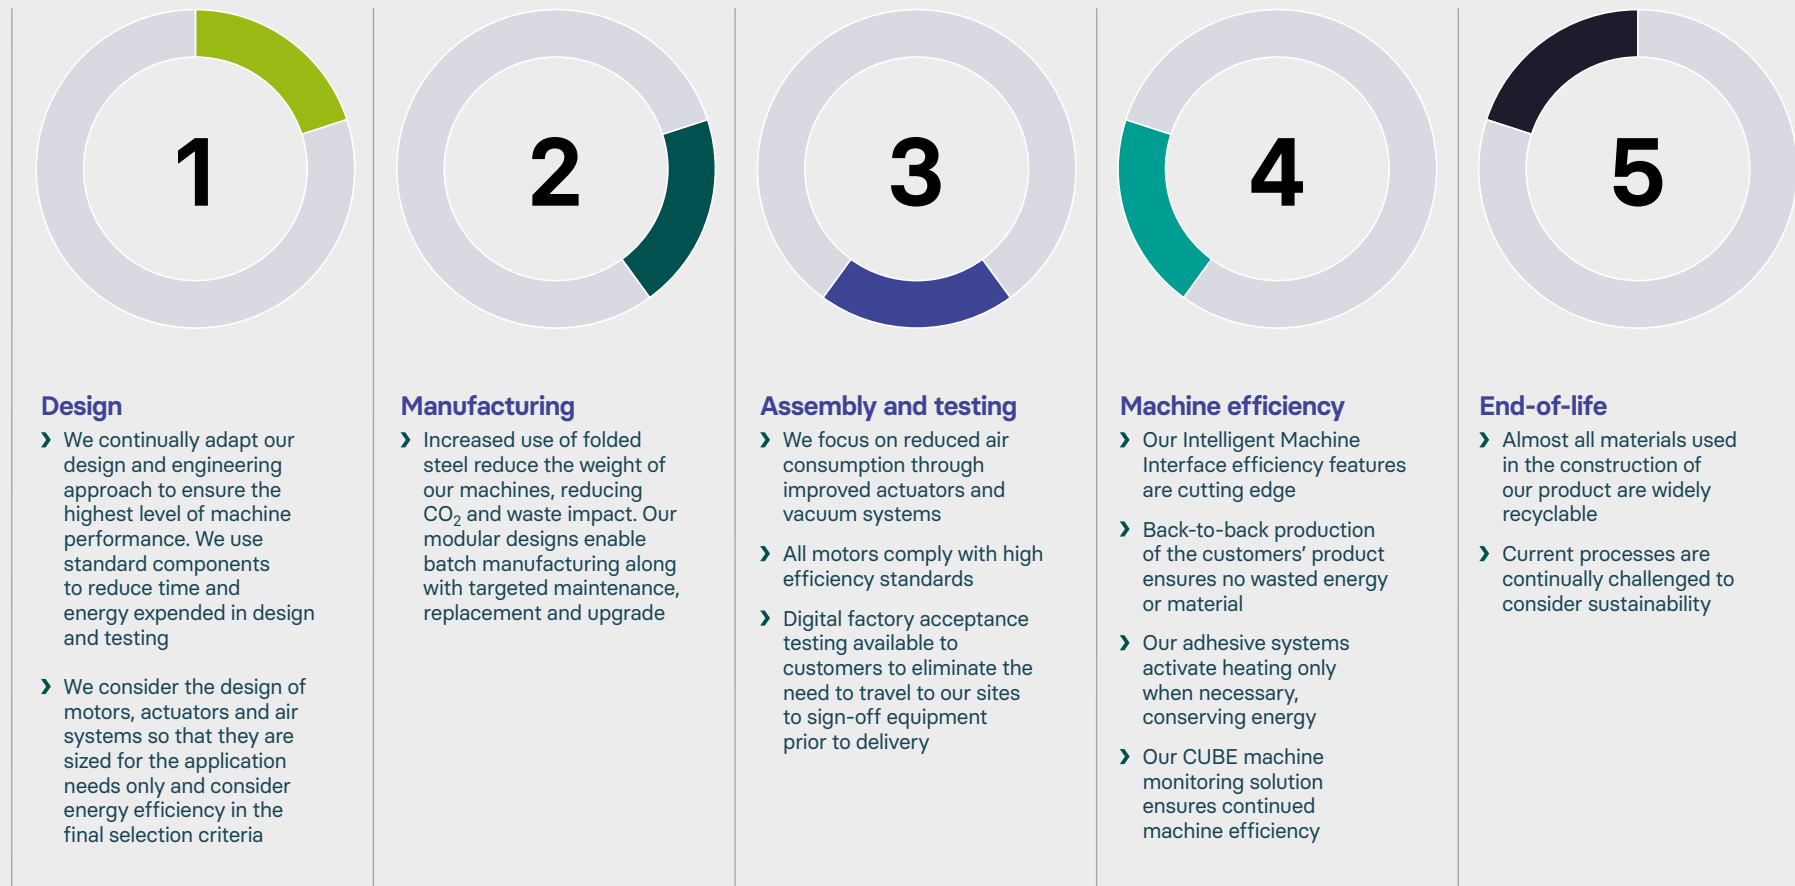 1
Design
› We continually adapt our
design and engineering
approach to ensure the
highest level of machine
performance. We use
standard components
to reduce time and
energy expended in design
and testing
› We consider the design of
motors, actuators and air
systems so that they are
sized for the application
needs only and consider
energy efficiency in the
final selection criteria
2
Manufacturing
› Increased use of folded
steel reduce the weight of
our machines, reducing
CO₂ and waste impact. Our
modular designs enable
batch manufacturing along
with targeted maintenance,
replacement and upgrade
3
Assembly and testing
› We focus on reduced air
consumption through
improved actuators and
vacuum systems
› All motors comply with high
efficiency standards
› Digital factory acceptance
testing available to
customers to eliminate the
need to travel to our sites
to sign-off equipment
prior to delivery
4
Machine efficiency
› Our Intelligent Machine
Interface efficiency features
are cutting edge
› Back-to-back production
of the customers’ product
ensures no wasted energy
or material
› Our adhesive systems
activate heating only
when necessary,
conserving energy
› Our CUBE machine
monitoring solution
ensures continued
machine efficiency
5
End-of-life
› Almost all materials used
in the construction of
our product are widely
recyclable
› Current processes are
continually challenged to
consider sustainability